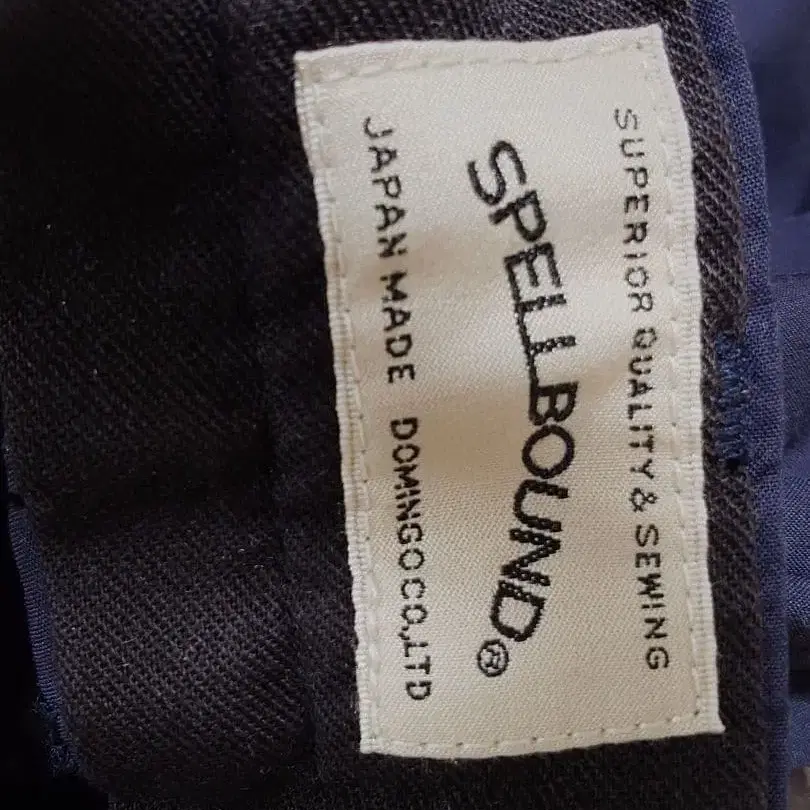 SUPERIOR QUALITY & SEWING
SPELLBOUND®
JAPAN MADE DOMINGO CO.,LTD